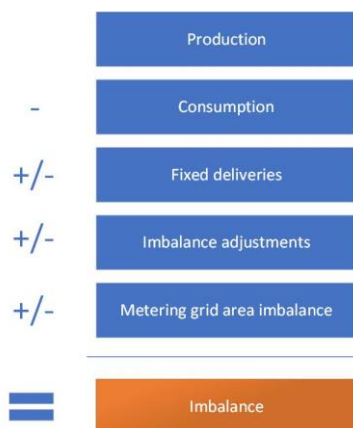 Production
- Consumption
+/- Fixed deliveries
+/- Imbalance adjustments
+/- Metering grid area imbalance
= Imbalance